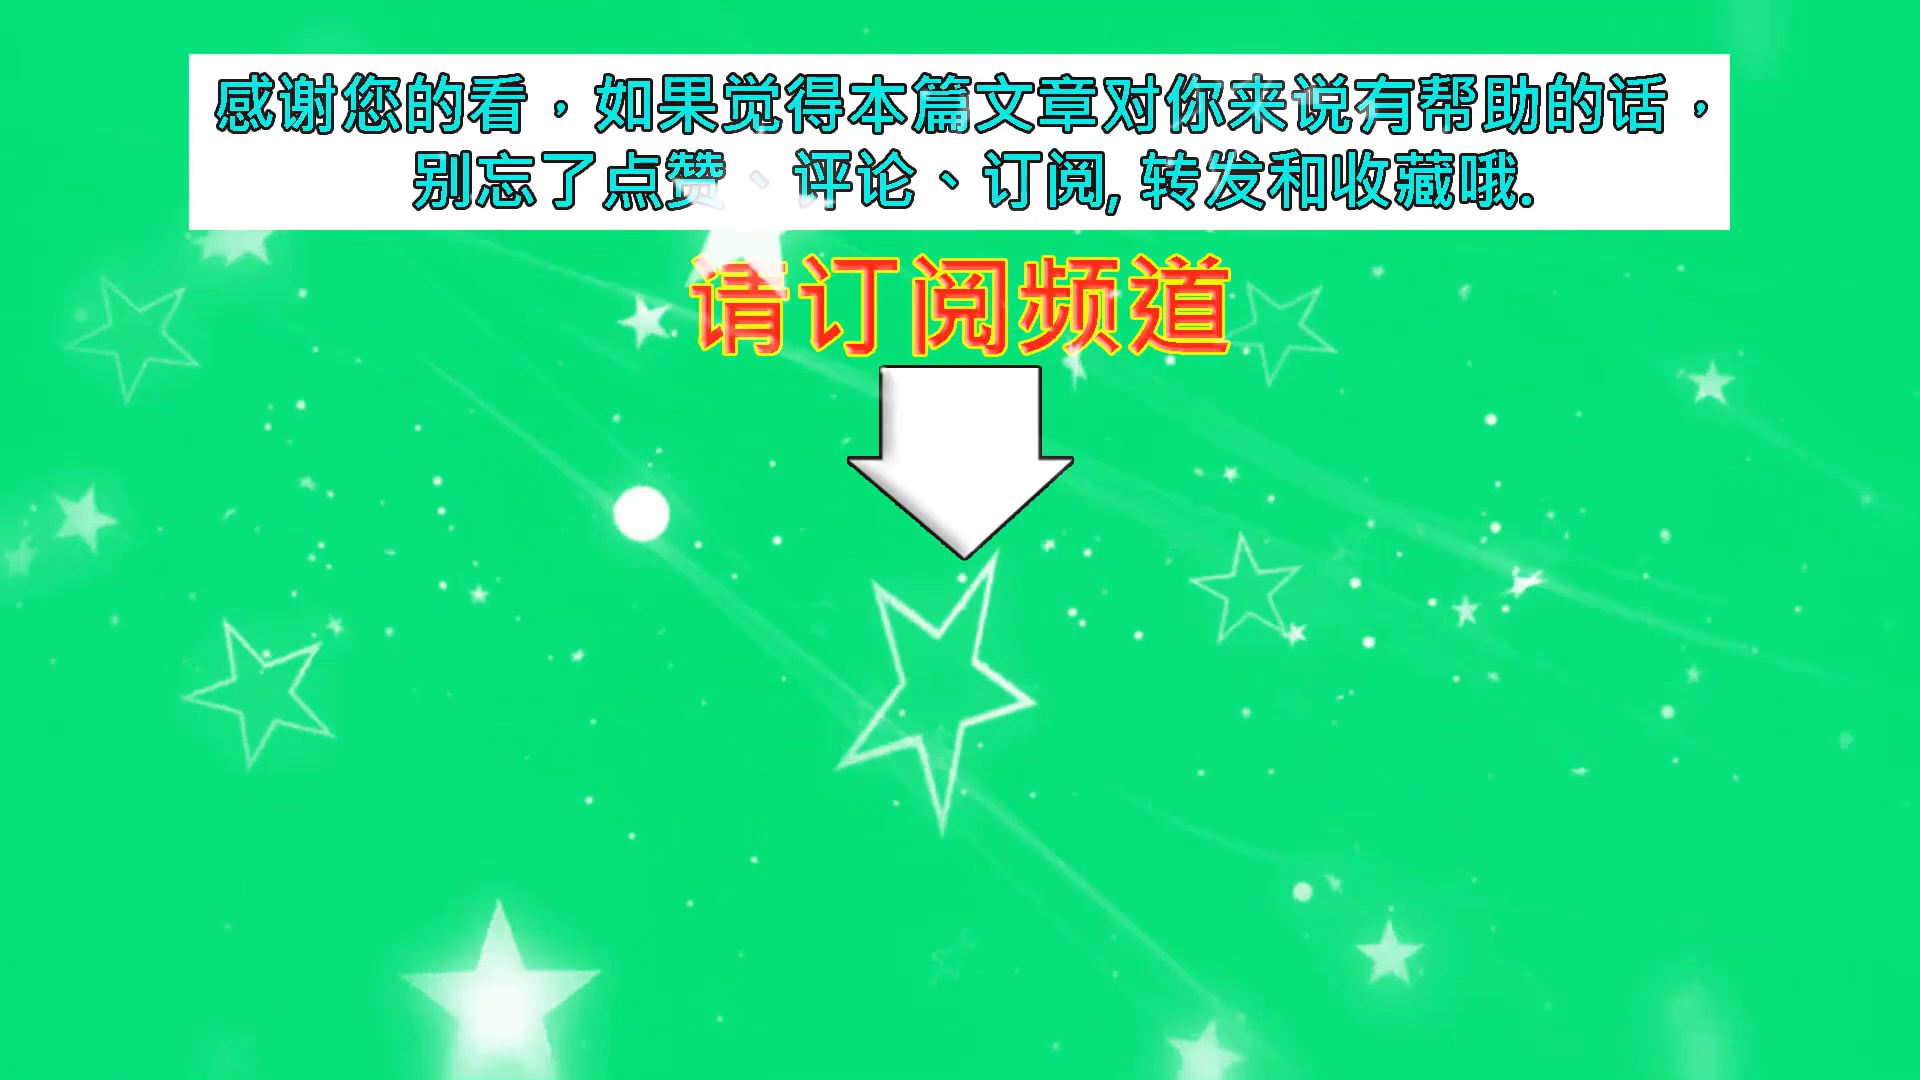 感谢您的看，如果觉得本篇文章对你来说有帮助的话，
别忘了点赞、评论、订阅, 转发和收藏哦.
请订阅频道